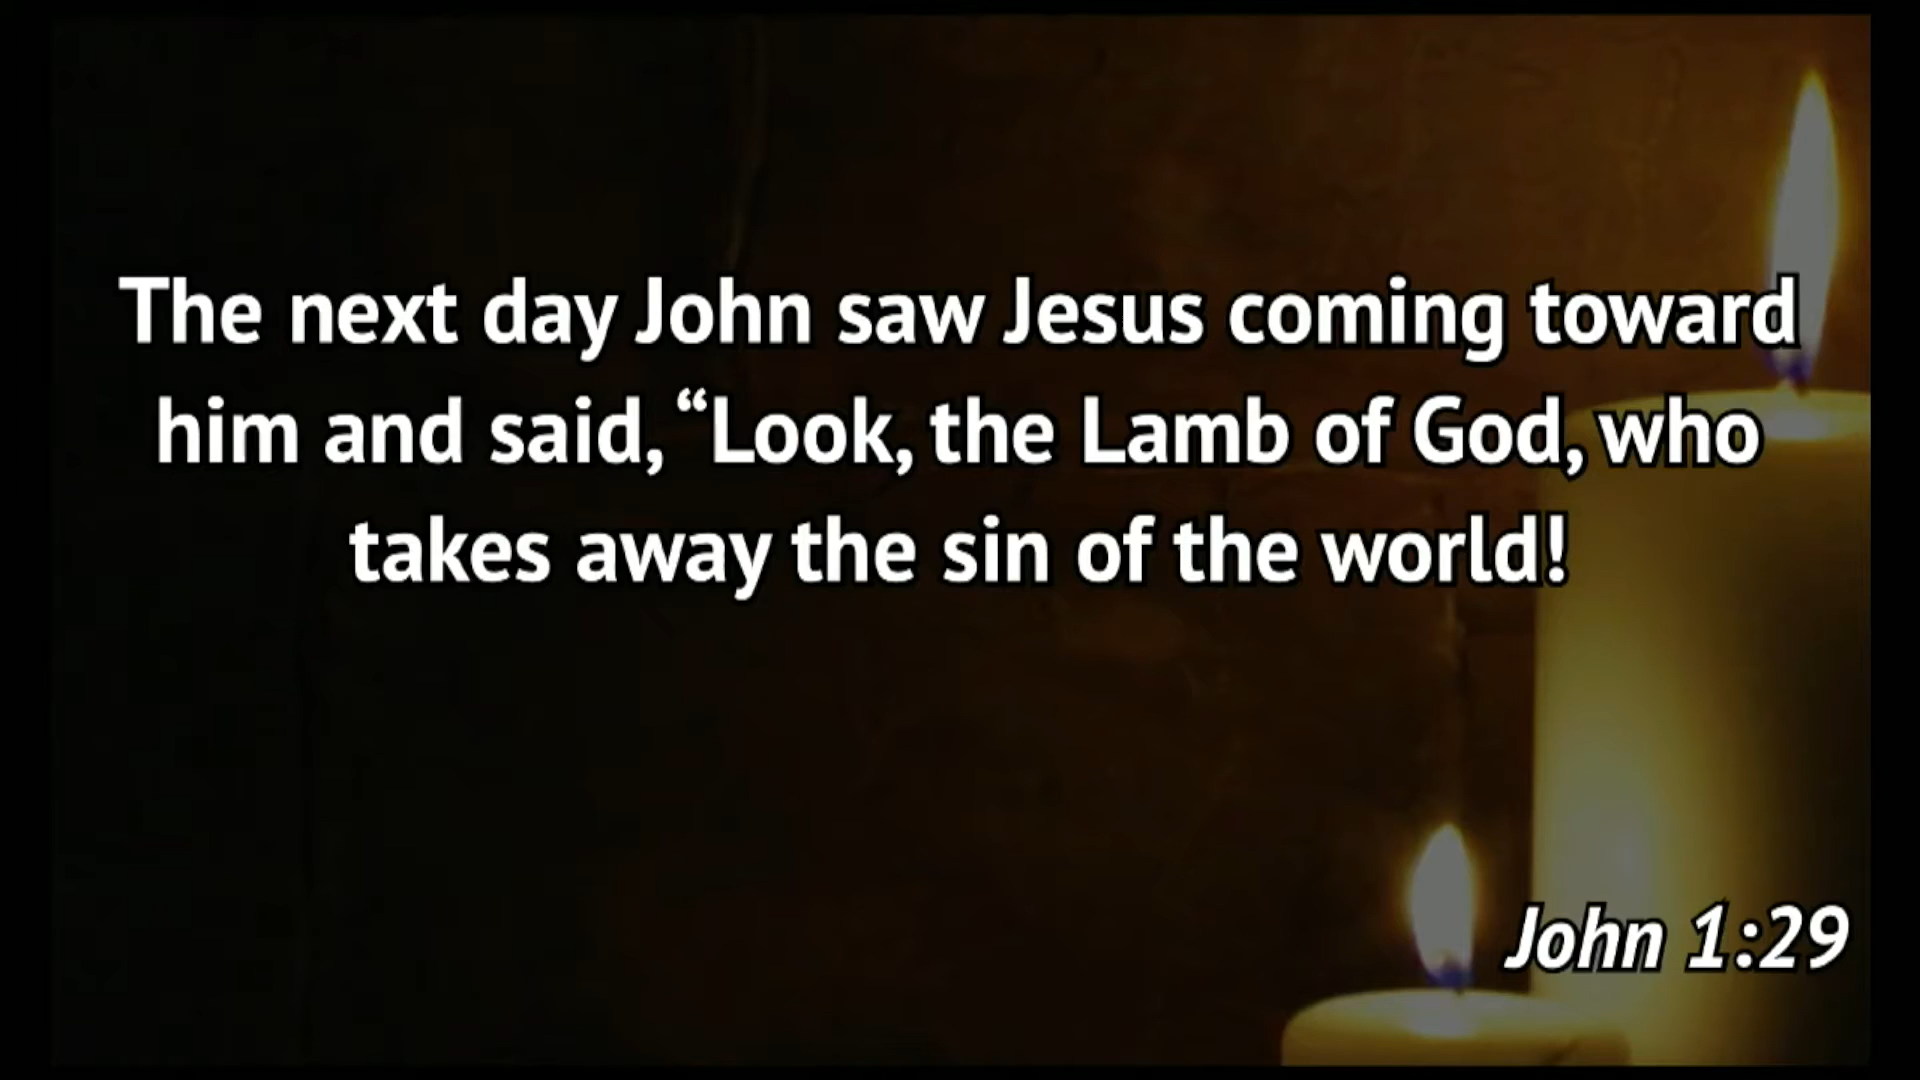 The next day John saw Jesus coming toward
him and said, “Look, the Lamb of God, who
takes away the sin of the world!
John 1:29